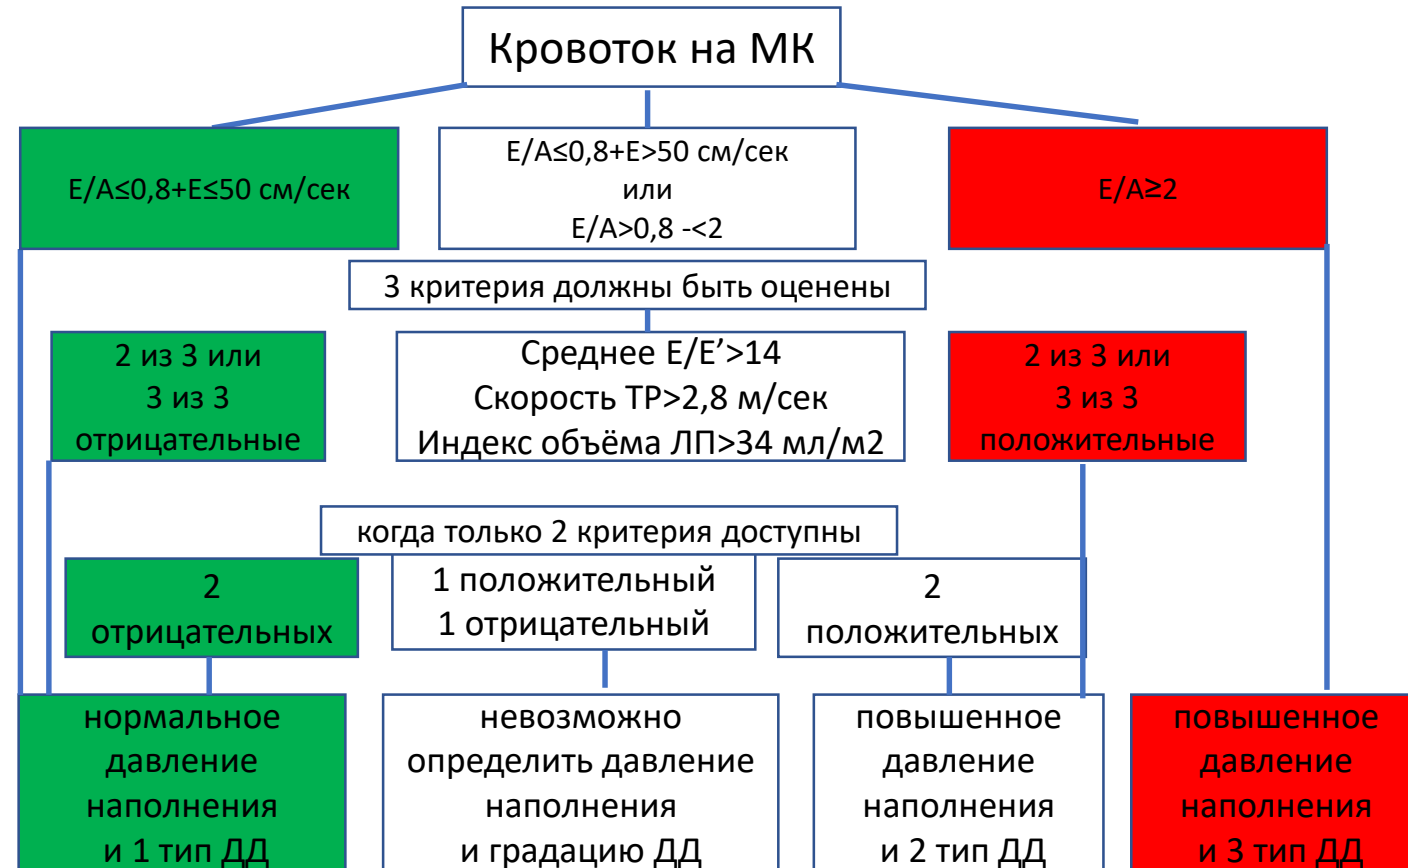 Кровоток на МК
E/A≤0,8+E≤50 см/сек
E/A≤0,8+E>50 см/сек
или
E/A>0,8 -<2
E/A≥2
3 критерия должны быть оценены
2 из 3 или
3 из 3
отрицательные
Среднее E/E’>14
Скорость ТР>2,8 м/сек
Индекс объёма ЛП>34 мл/м2
2 из 3 или
3 из 3
положительные
когда только 2 критерия доступны
2
отрицательных
1 положительный
1 отрицательный
2
положительных
нормальное
давление
наполнения
и 1 тип ДД
невозможно
определить давление
наполнения
и градацию ДД
повышенное
давление
наполнения
и 2 тип ДД
повышенное
давление
наполнения
и 3 тип ДД